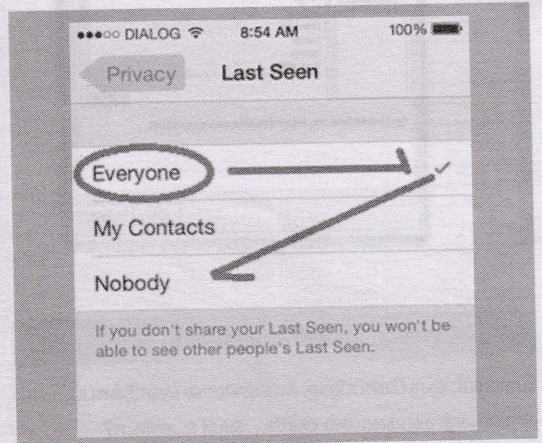 DIALOG 8:54 AM 100%
Privacy Last Seen
Everyone
My Contacts
Nobody
If you don't share your Last Seen, you won't be
able to see other people's Last Seen.